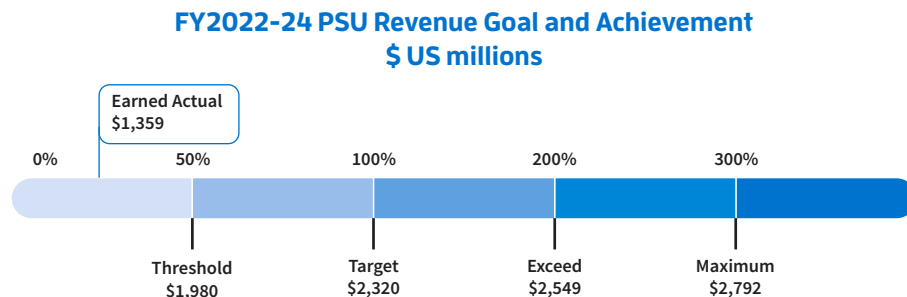 FY2022-24 PSU Revenue Goal and Achievement
$ US millions
Earned Actual
$1,359
0% 50% 100% 200% 300%
Threshold Target Exceed Maximum
$1,980 $2,320 $2,549 $2,792